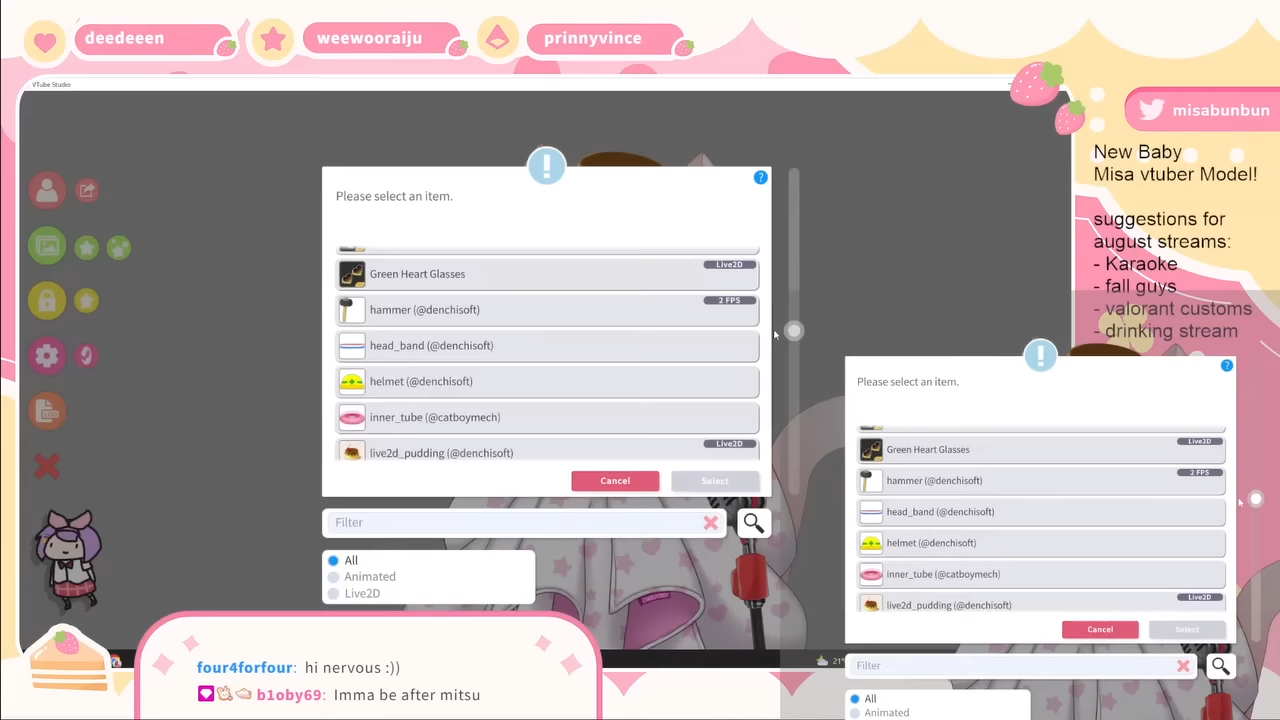 deedeeen
weewooraiju
prinnyvince
VTube Studio
misabunbun
New Baby
Misa vtuber Model!
suggestions for
august streams:
- Karaoke
- fall guys
- valorant customs
- drinking stream
!
?
Please select an item.
Green Heart Glasses
Live2D
hammer (@denchisoft)
2 FPS
head_band (@denchisoft)
helmet (@denchisoft)
inner_tube (@catboymech)
live2d_pudding (@denchisoft)
Live2D
Cancel
Select
Filter
All
Animated
Live2D
!
?
Please select an item.
Green Heart Glasses
Live2D
hammer (@denchisoft)
2 FPS
head_band (@denchisoft)
helmet (@denchisoft)
inner_tube (@catboymech)
live2d_pudding (@denchisoft)
Live2D
Cancel
Select
Filter
All
Animated
21°
four4forfour: hi nervous :))
b1oby69: Imma be after mitsu